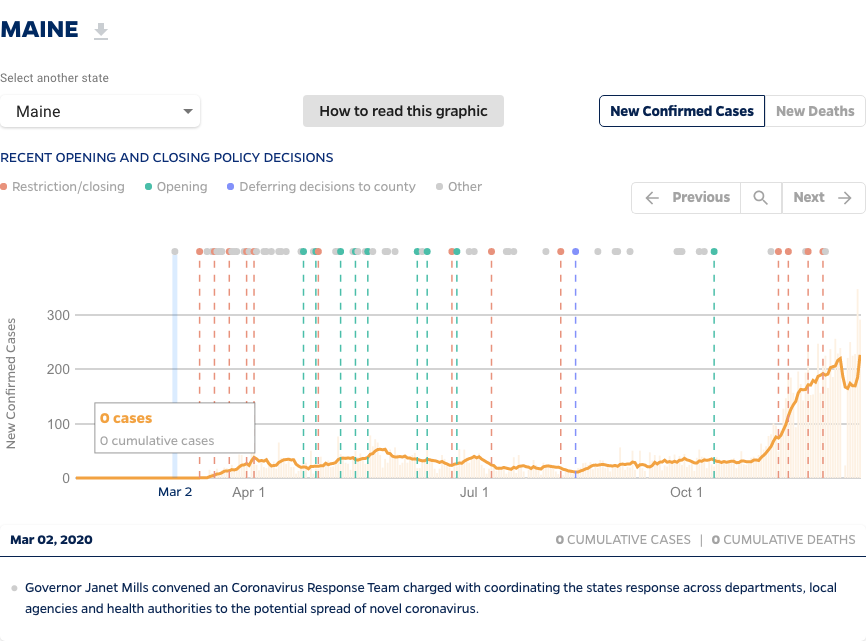 MAINE
Select another state
Maine
How to read this graphic
New Confirmed Cases
New Deaths
RECENT OPENING AND CLOSING POLICY DECISIONS
Restriction/closing
Opening
Deferring decisions to county
Other
Previous
Next
New Confirmed Cases
300
200
100
0
0 cases
0 cumulative cases
Mar 2
Apr 1
Jul 1
Oct 1
Mar 02, 2020
0 CUMULATIVE CASES | 0 CUMULATIVE DEATHS
Governor Janet Mills convened an Coronavirus Response Team charged with coordinating the states response across departments, local
agencies and health authorities to the potential spread of novel coronavirus.